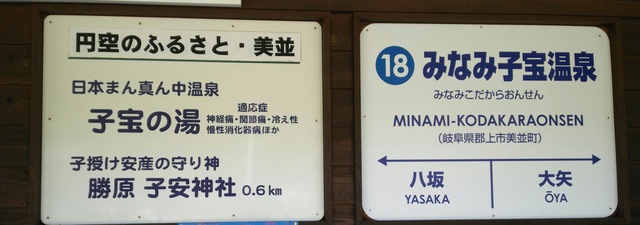 円空のふるさと・美並
日本まん真ん中温泉
子宝の湯
適応症
神経痛・関節痛・冷え性
慢性消化器病ほか
子授け安産の守り神
勝原 子安神社 0.6km
18 みなみ子宝温泉
みなみこだからおんせん
MINAMI-KODAKARAONSEN
(岐阜県郡上市美並町)
八坂 大矢
YASAKA ŌYA